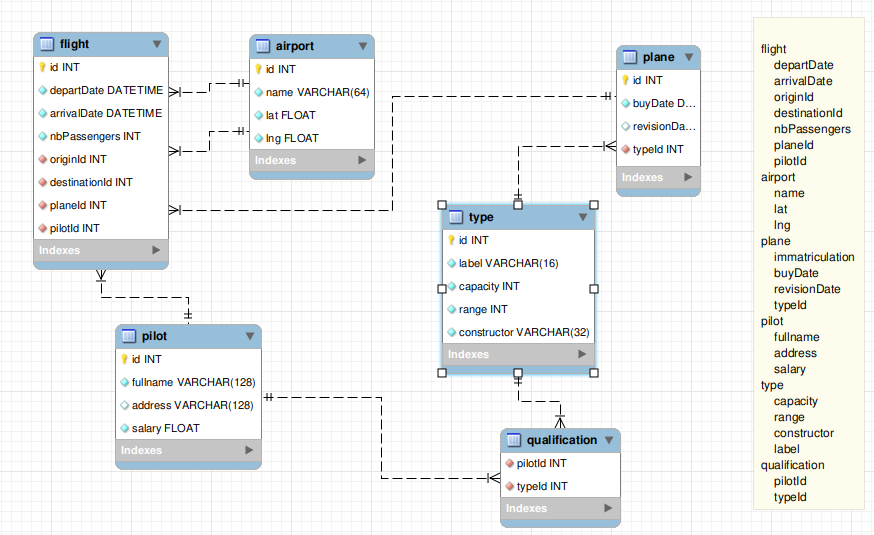 flight
id INT
departDate DATETIME
arrivalDate DATETIME
nbPassengers INT
originId INT
destinationId INT
planeId INT
pilotId INT
Indexes
airport
id INT
name VARCHAR(64)
lat FLOAT
lng FLOAT
Indexes
plane
id INT
buyDate D...
revisionDa...
typeId INT
Indexes
type
id INT
label VARCHAR(16)
capacity INT
range INT
constructor VARCHAR(32)
Indexes
pilot
id INT
fullname VARCHAR(128)
address VARCHAR(128)
salary FLOAT
Indexes
qualification
pilotId INT
typeId INT
Indexes
flight
departDate
arrivalDate
originId
destinationId
nbPassengers
planeId
pilotId
airport
name
lat
lng
plane
immatriculation
buyDate
revisionDate
typeId
pilot
fullname
address
salary
type
capacity
range
constructor
label
qualification
pilotId
typeId